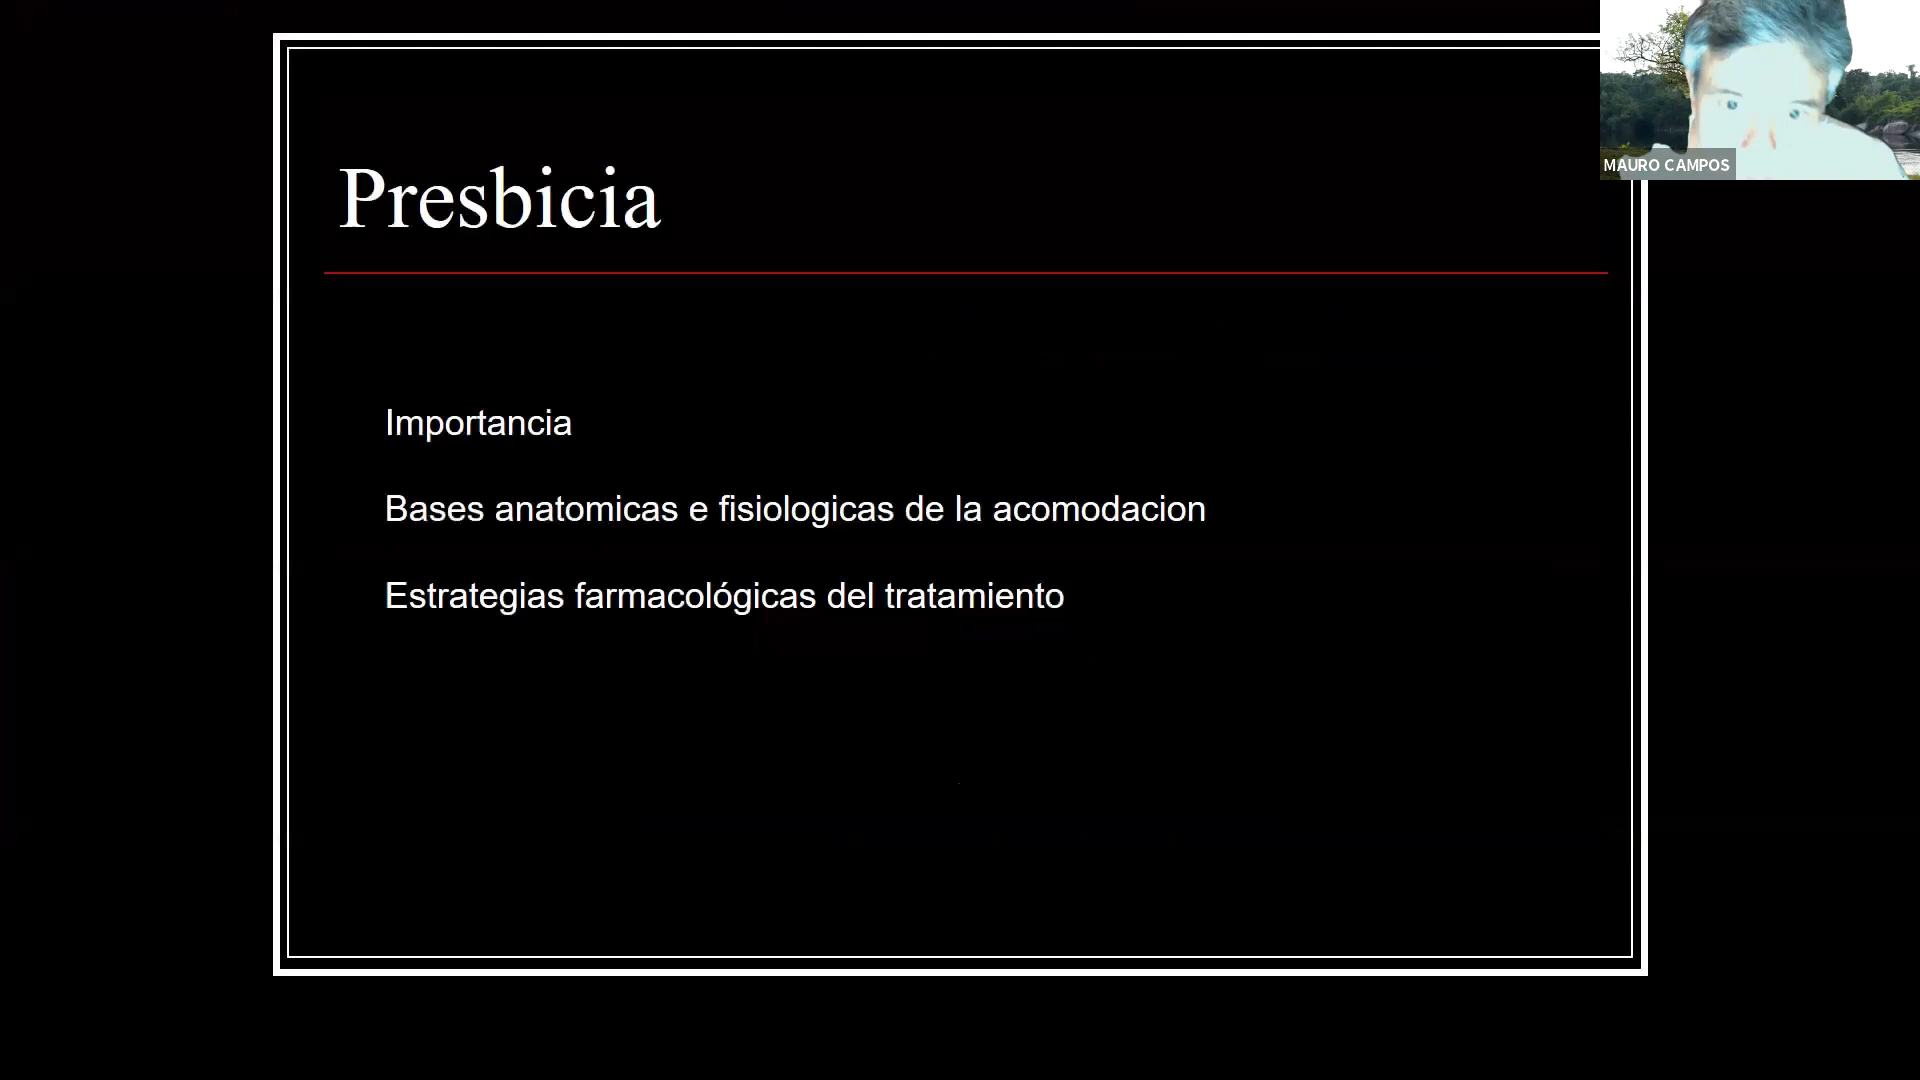 Presbicia
MAURO CAMPOS
Importancia
Bases anatomicas e fisiologicas de la acomodacion
Estrategias farmacológicas del tratamiento